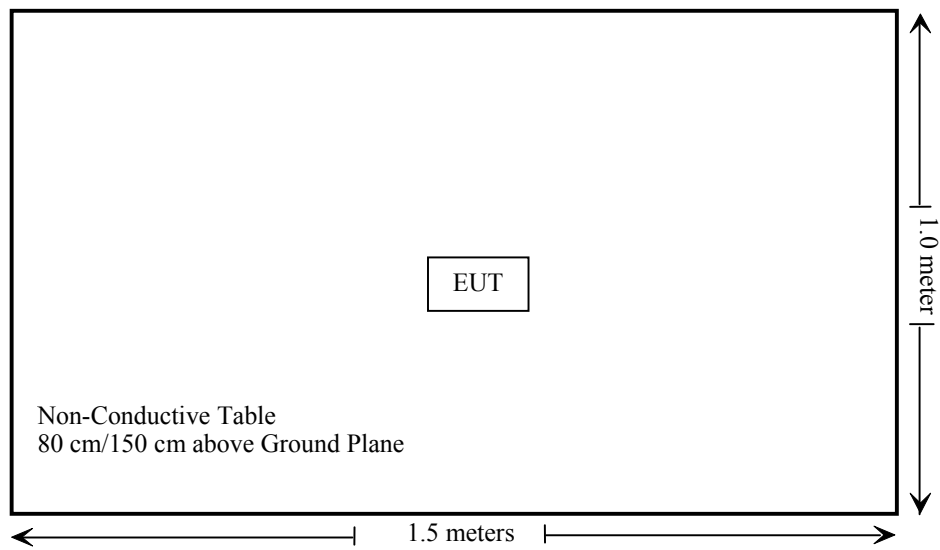 EUT
1.0 meter
Non-Conductive Table
80 cm/150 cm above Ground Plane
1.5 meters